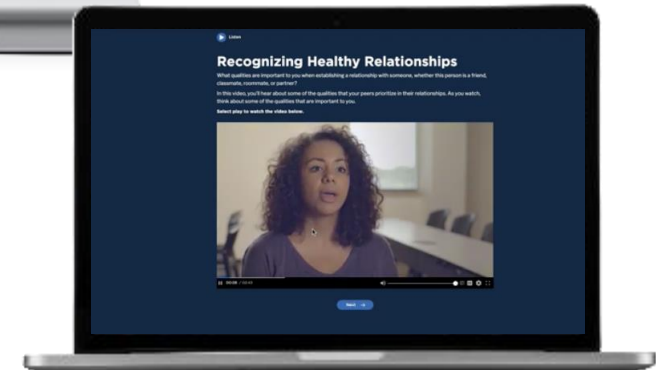 Listen
Recognizing Healthy Relationships
What qualities are important to you when establishing a relationship with someone, whether this person is a friend,
classmate, roommate, or partner?
In this video, you'll hear about some of the qualities that your peers prioritize in their relationships. As you watch,
think about some of the qualities that are important to you.
Select play to watch the video below.
Next